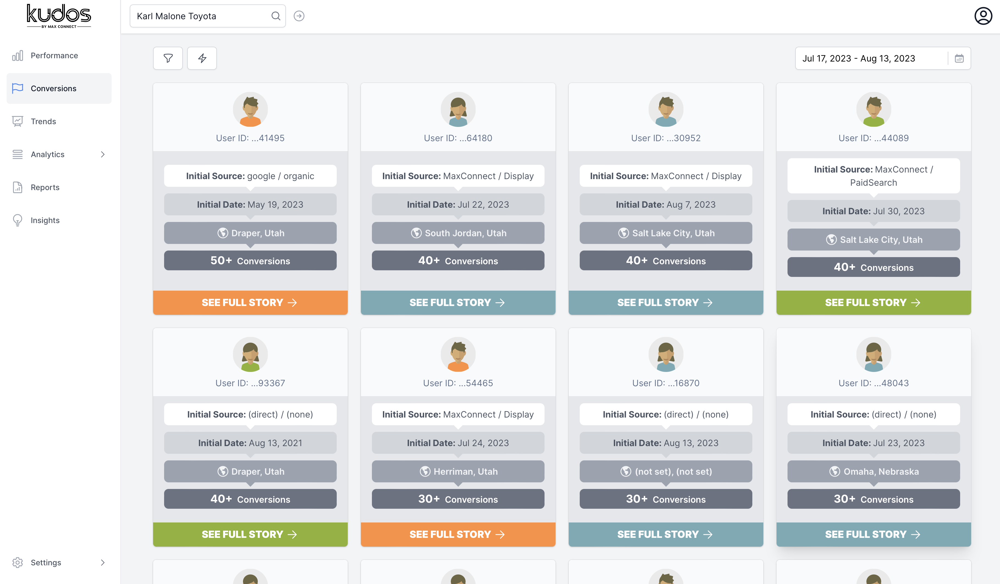 kudos
BY MAX CONNECT
Karl Malone Toyota
Performance
Conversions
Trends
Analytics
Reports
Insights
Settings
Jul 17, 2023 - Aug 13, 2023
User ID: ...41495
Initial Source: google / organic
Initial Date: May 19, 2023
Draper, Utah
50+ Conversions
SEE FULL STORY →
User ID: ...64180
Initial Source: MaxConnect / Display
Initial Date: Jul 22, 2023
South Jordan, Utah
40+ Conversions
SEE FULL STORY →
User ID: ...30952
Initial Source: MaxConnect / Display
Initial Date: Aug 7, 2023
Salt Lake City, Utah
40+ Conversions
SEE FULL STORY →
User ID: ...44089
Initial Source: MaxConnect /
PaidSearch
Initial Date: Jul 30, 2023
Salt Lake City, Utah
40+ Conversions
SEE FULL STORY →
User ID: ...93367
Initial Source: (direct) / (none)
Initial Date: Aug 13, 2021
Draper, Utah
40+ Conversions
SEE FULL STORY →
User ID: ...54465
Initial Source: MaxConnect / Display
Initial Date: Jul 24, 2023
Herriman, Utah
30+ Conversions
SEE FULL STORY →
User ID: ...16870
Initial Source: (direct) / (none)
Initial Date: Aug 13, 2023
(not set), (not set)
30+ Conversions
SEE FULL STORY →
User ID: ...48043
Initial Source: (direct) / (none)
Initial Date: Jul 23, 2023
Omaha, Nebraska
30+ Conversions
SEE FULL STORY →